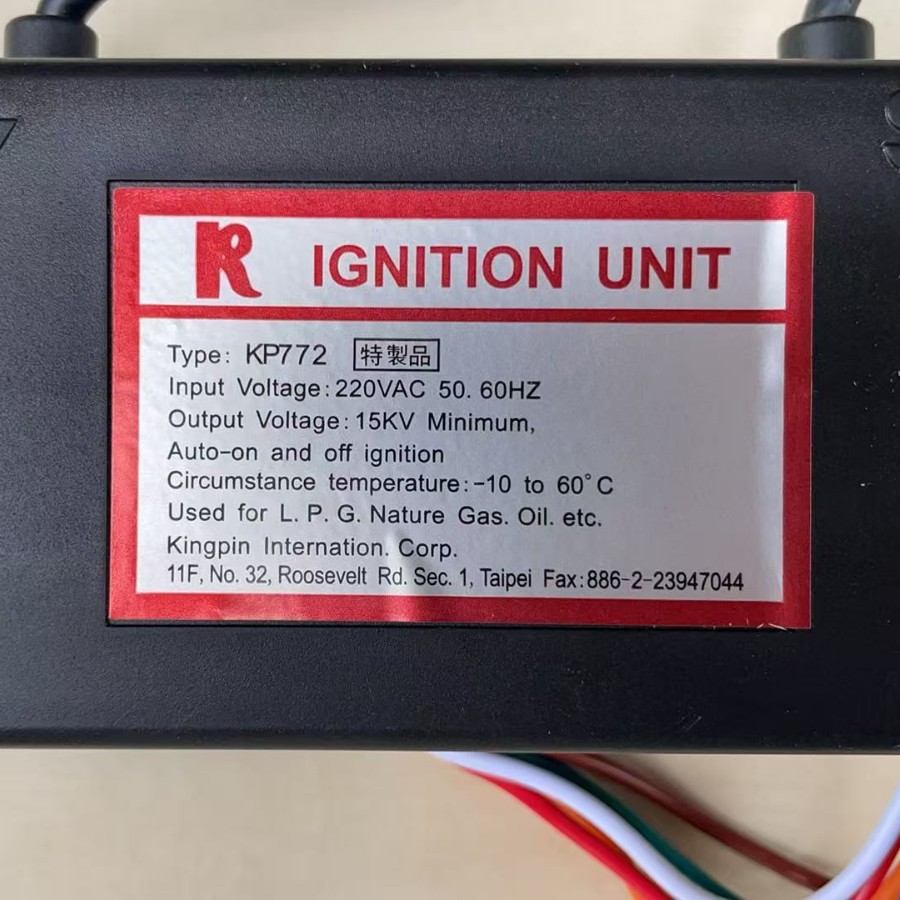 R IGNITION UNIT
Type: KP772 特製品
Input Voltage: 220VAC 50. 60HZ
Output Voltage: 15KV Minimum,
Auto-on and off ignition
Circumstance temperature: -10 to 60°C
Used for L. P. G. Nature Gas. Oil. etc.
Kingpin Internation. Corp.
11F, No. 32, Roosevelt Rd. Sec. 1, Taipei Fax: 886-2-23947044